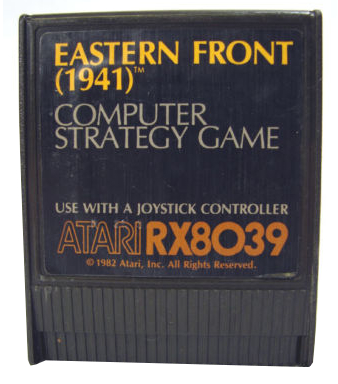 EASTERN FRONT
(1941)™
COMPUTER
STRATEGY GAME
USE WITH A JOYSTICK CONTROLLER
ATARI RX8039
© 1982 Atari, Inc. All Rights Reserved.